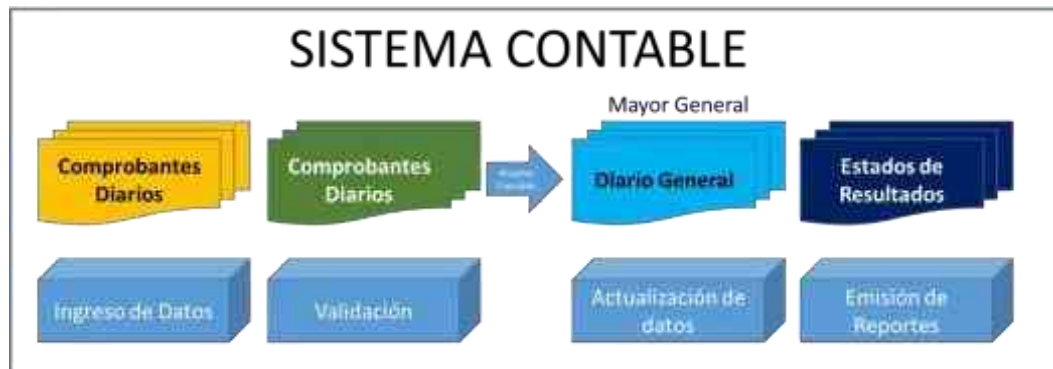 SISTEMA CONTABLE
Mayor General
Comprobantes
Diarios
Comprobantes
Diarios
Diario General
Estados de
Resultados
Ingreso de Datos
Validación
Actualización de
datos
Emisión de
Reportes